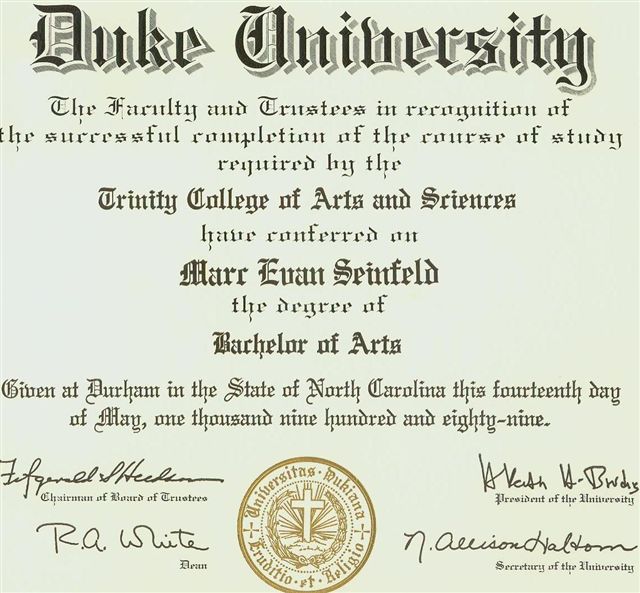 Duke University
The Faculty and Trustees in recognition of
the successful completion of the course of study
required by the
Trinity College of Arts and Sciences
have conferred on
Marc Evan Seinfeld
the degree of
Bachelor of Arts
Given at Durham in the State of North Carolina this fourteenth day
of May, one thousand nine hundred and eighty-nine.
Chairman of Board of Trustees
President of the University
R.A. White
N. Allison Haltom
Dean
Secretary of the University
Universitas · Dukiana
Eruditio · et · Religio